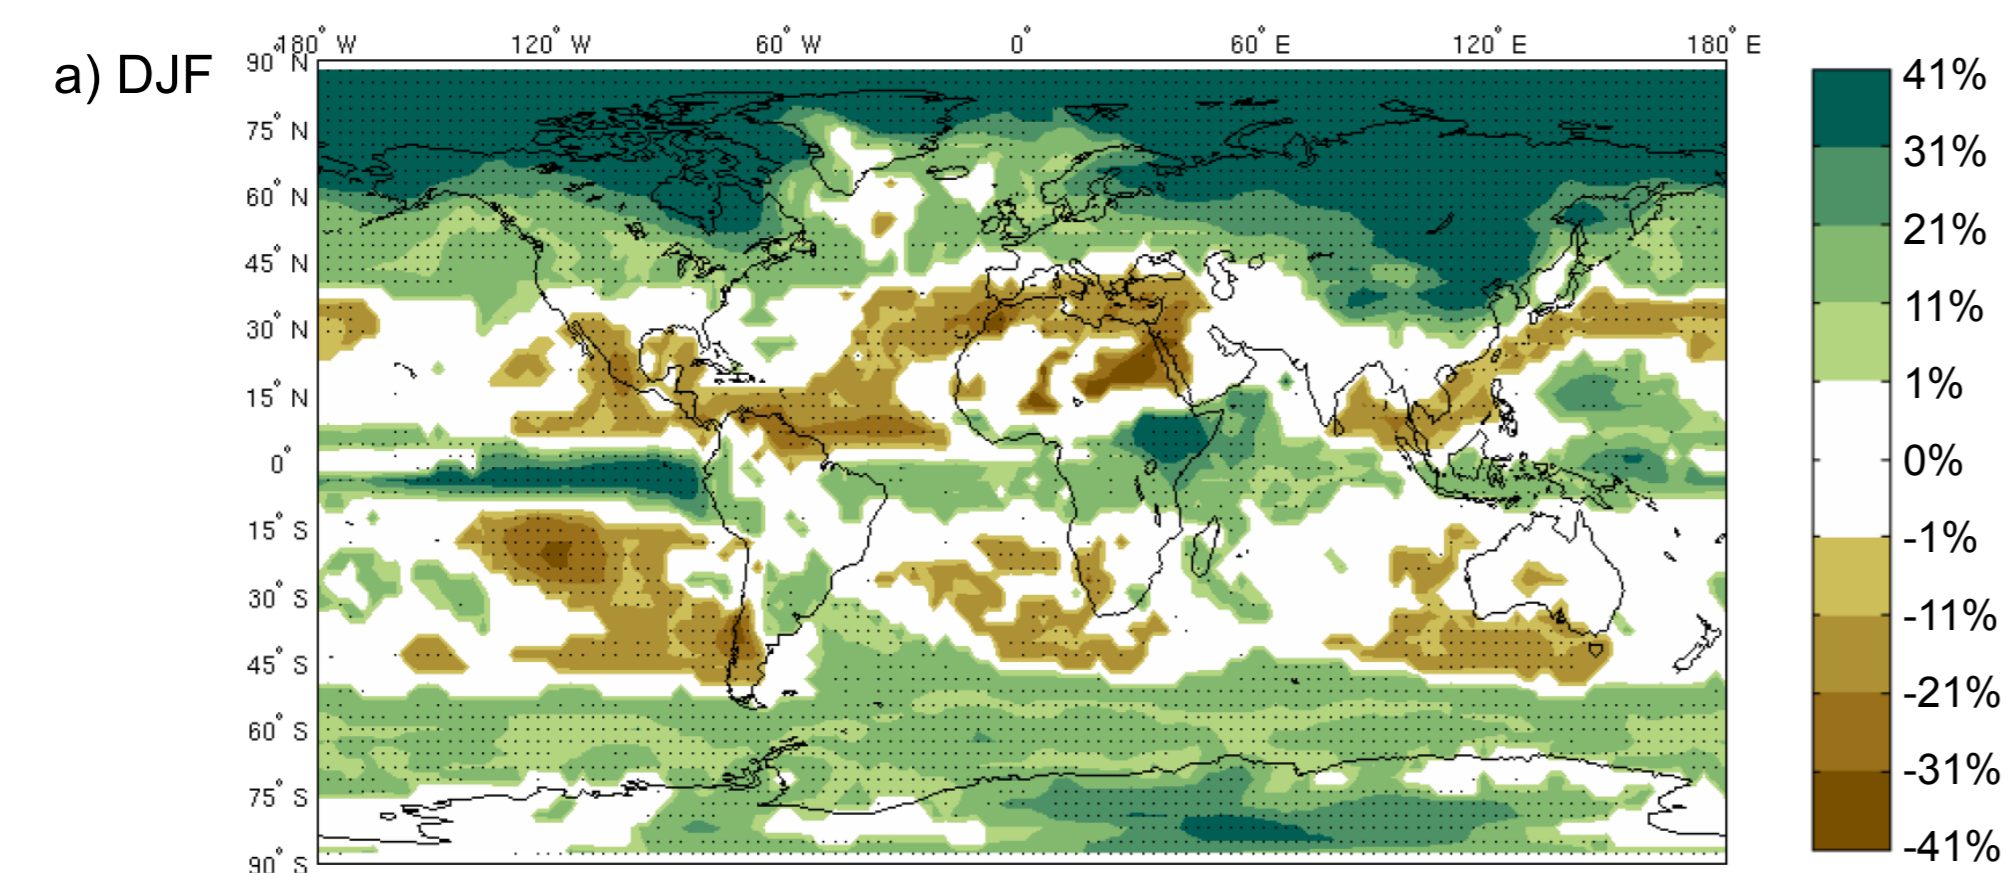 180° W 120° W 60° W 0° 60° E 120° E 180° E
a) DJF
90° N
75° N
60° N
45° N
30° N
15° N
0°
15° S
30° S
45° S
60° S
75° S
90° S
41%
31%
21%
11%
1%
0%
-1%
-11%
-21%
-31%
-41%